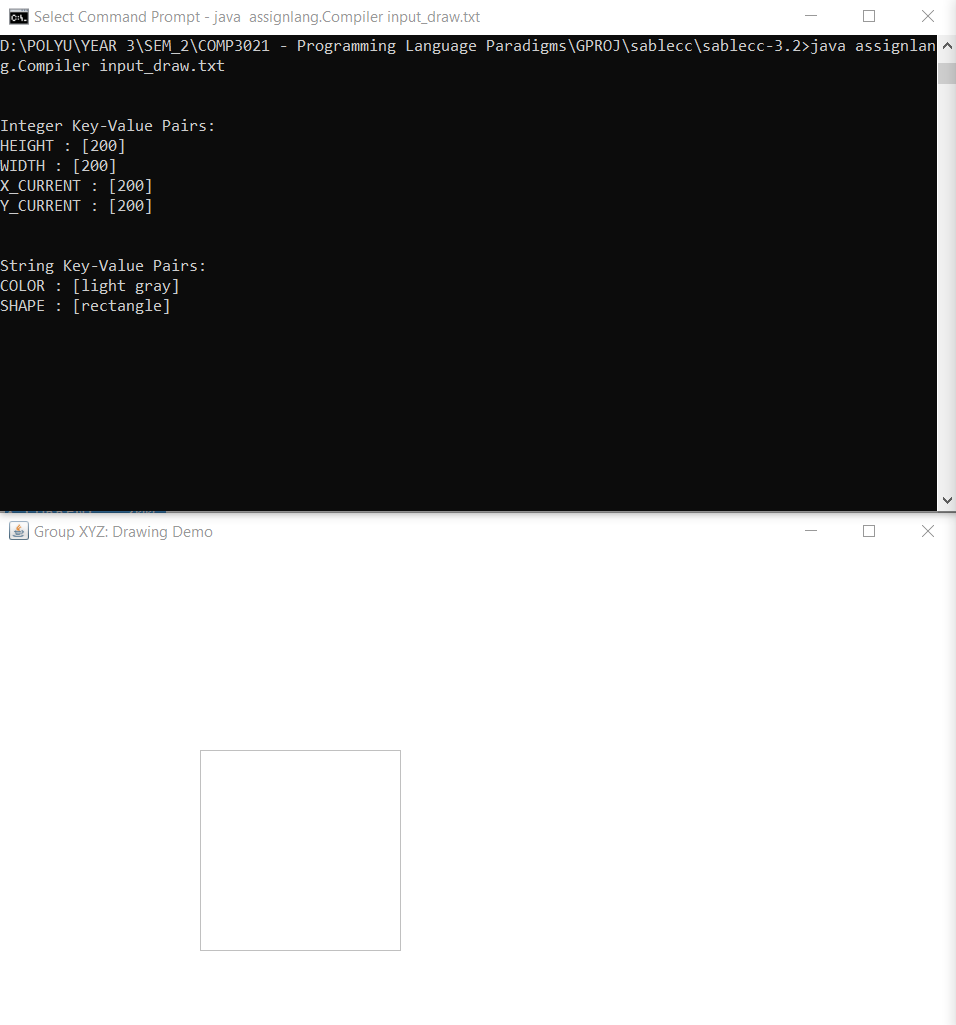 Select Command Prompt - java  assignlang.Compiler input_draw.txt
D:\POLYU\YEAR 3\SEM_2\COMP3021 - Programming Language Paradigms\GPROJ\sablecc\sablecc-3.2>java assignlan
g.Compiler input_draw.txt
Integer Key-Value Pairs:
HEIGHT : [200]
WIDTH : [200]
X_CURRENT : [200]
Y_CURRENT : [200]
String Key-Value Pairs:
COLOR : [light gray]
SHAPE : [rectangle]
Group XYZ: Drawing Demo